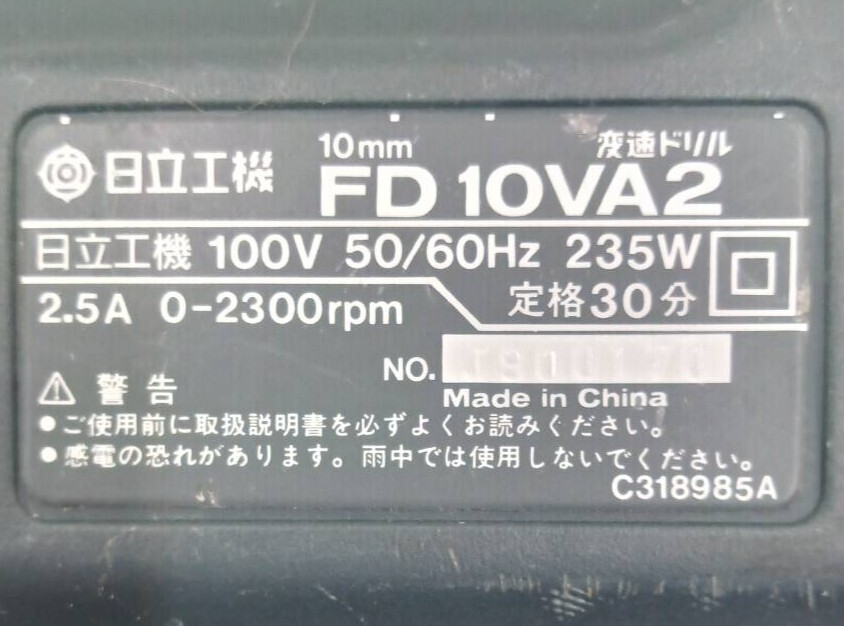 日立工機 10mm 変速ドリル
FD 10VA2
日立工機 100V 50/60Hz 235W
2.5A 0-2300rpm 定格30分
NO.
Made in China
警告
●ご使用前に取扱説明書を必ずよくお読みください。
●感電の恐れがあります。雨中では使用しないでください。
C318985A